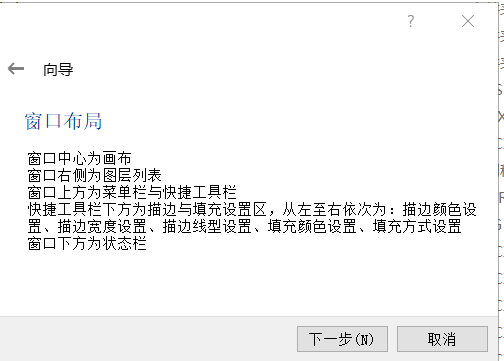 ?
向导
窗口布局
窗口中心为画布
窗口右侧为图层列表
窗口上方为菜单栏与快捷工具栏
快捷工具栏下方为描边与填充设置区，从左至右依次为：描边颜色设
置、描边宽度设置、描边线型设置、填充颜色设置、填充方式设置
窗口下方为状态栏
下一步(N)
取消